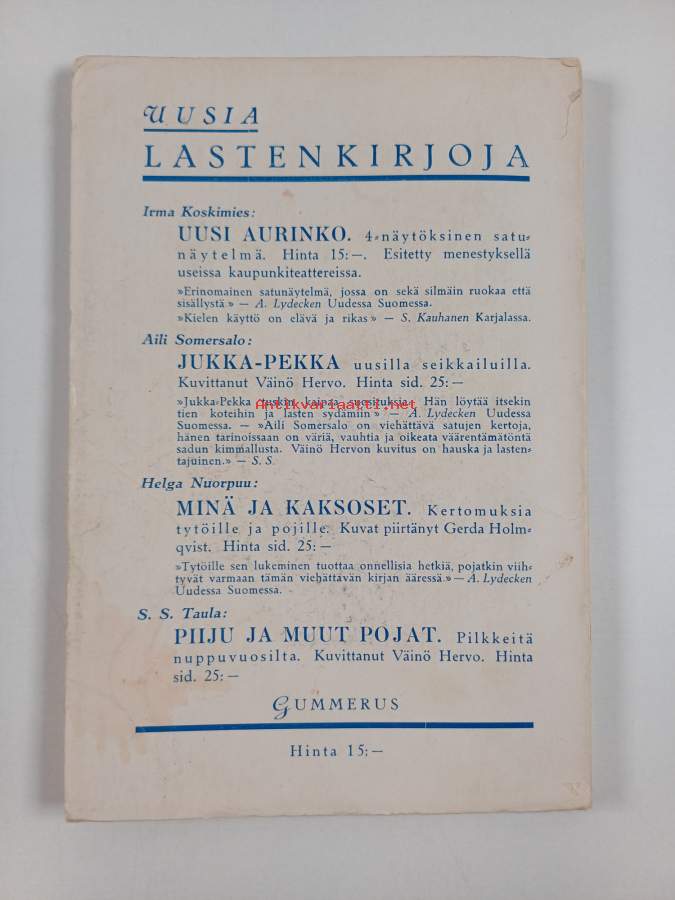 UUSIA
LASTENKIRJOJA
Irma Koskimies:
UUSI AURINKO. 4-näytöksinen satu-
näytelmä. Hinta 15:—. Esitetty menestyksellä
useissa kaupunkiteattereissa.
»Erinomainen satunäytelmä, jossa on sekä silmäin ruokaa että
sisällystä» — A. Lydecken Uudessa Suomessa.
»Kielen käyttö on elävä ja rikas» — S. Kauhanen Karjalassa.
Aili Somersalo:
JUKKA-PEKKA uusilla seikkailuilla.
Kuvittanut Väinö Hervo. Hinta sid. 25:—
»Jukka-Pekka tuskin kaipaa suosituksia. Hän löytää itsekin
Antikvariaatti.net
tien koteihin ja lasten sydämiin» — A. Lydecken Uudessa
Suomessa. — »Aili Somersalo on viehättävä satujen kertoja,
hänen tarinoissaan on väriä, vauhtia ja oikeata väärentämätöntä
sadun kimmallusta. Väinö Hervon kuvitus on hauska ja lasten-
tajuinen.» — S. S.
Helga Nuorpuu:
MINÄ JA KAKSOSET. Kertomuksia
tytöille ja pojille. Kuvat piirtänyt Gerda Holm-
qvist. Hinta sid. 25:—
»Tytöille sen lukeminen tuottaa onnellisia hetkiä, pojatkin viih-
tyvät varmaan tämän viehättävän kirjan ääressä.» — A. Lydecken
Uudessa Suomessa.
S. S. Taula:
PIIJU JA MUUT POJAT. Pilkkeitä
nuppuvuosilta. Kuvittanut Väinö Hervo. Hinta
sid. 25:—
GUMMERUS
Hinta 15:—